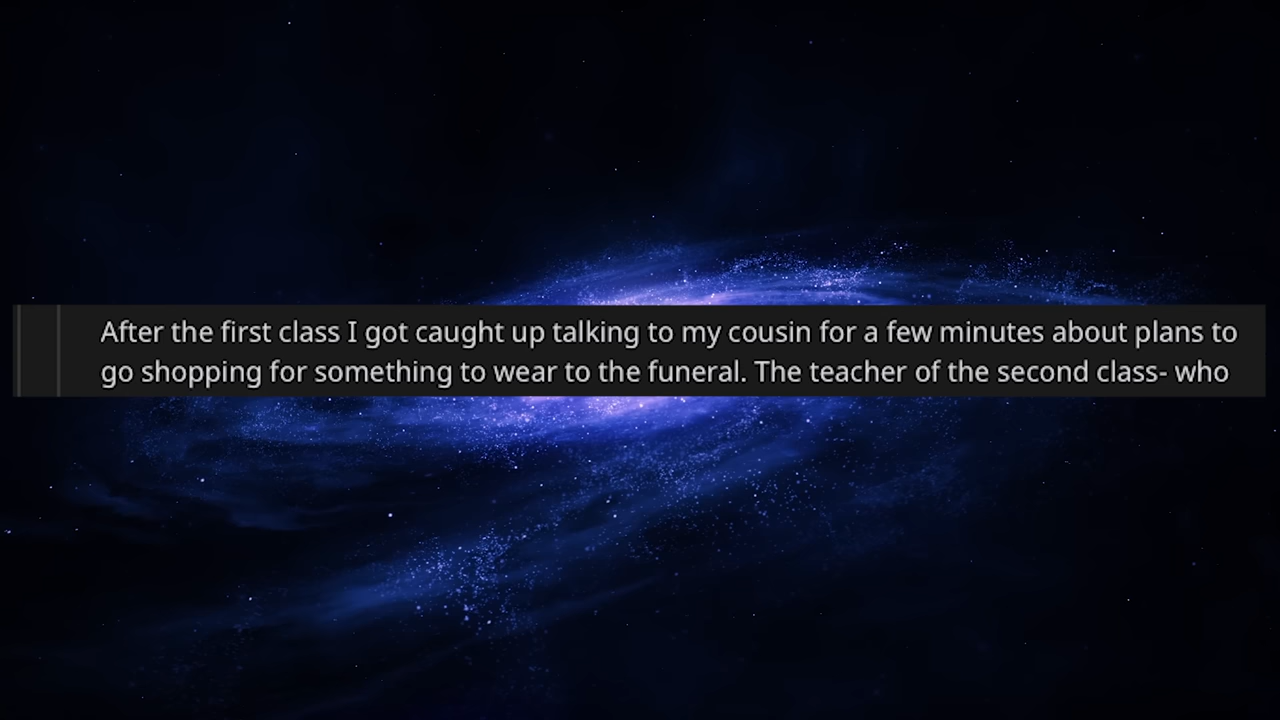 After the first class I got caught up talking to my cousin for a few minutes about plans to
go shopping for something to wear to the funeral. The teacher of the second class- who